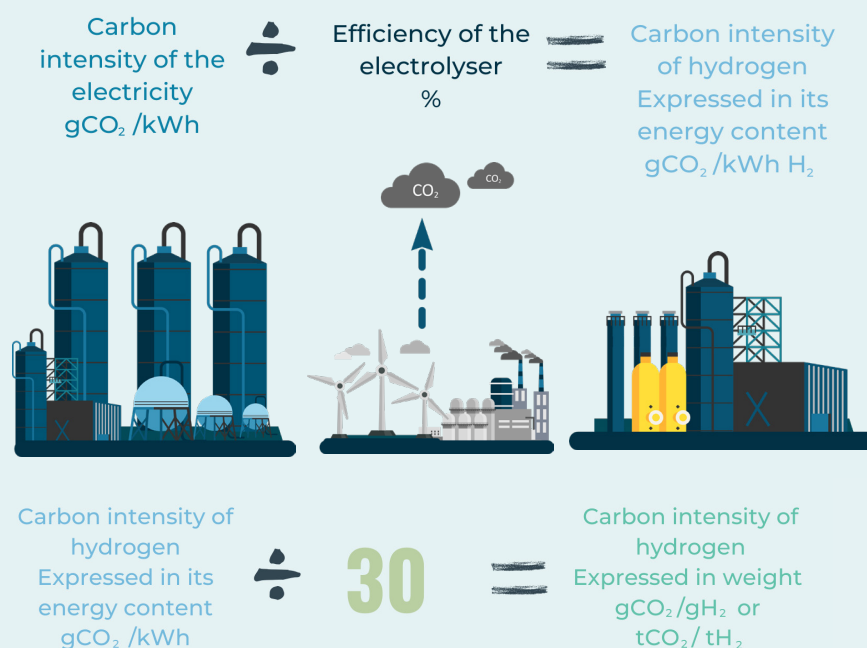 Carbon
intensity of the
electricity
gCO₂ /kWh
÷
Efficiency of the
electrolyser
%
=
Carbon intensity
of hydrogen
Expressed in its
energy content
gCO₂ /kWh H₂
CO₂
CO₂
Carbon intensity of
hydrogen
Expressed in its
energy content
gCO₂ /kWh
÷
30
=
Carbon intensity of
hydrogen
Expressed in weight
gCO₂ /gH₂ or
tCO₂ / tH₂